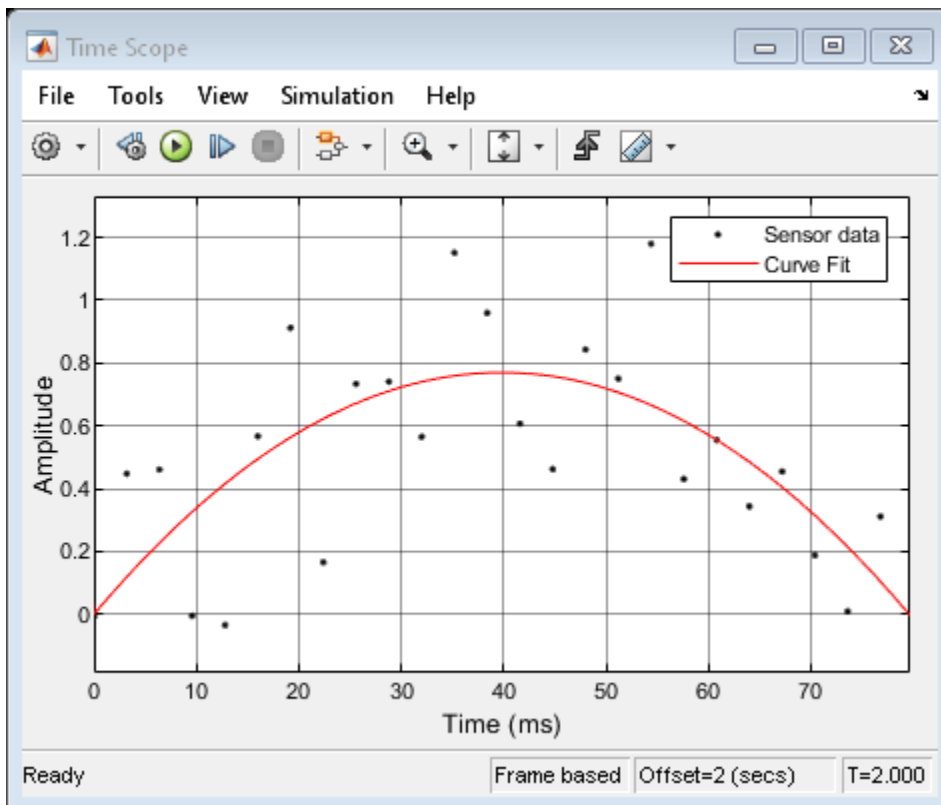 Time Scope
File Tools View Simulation Help
Sensor data
Curve Fit
1.2
1
0.8
0.6
0.4
0.2
0
Amplitude
0 10 20 30 40 50 60 70
Time (ms)
Ready Frame based Offset=2 (secs) T=2.000